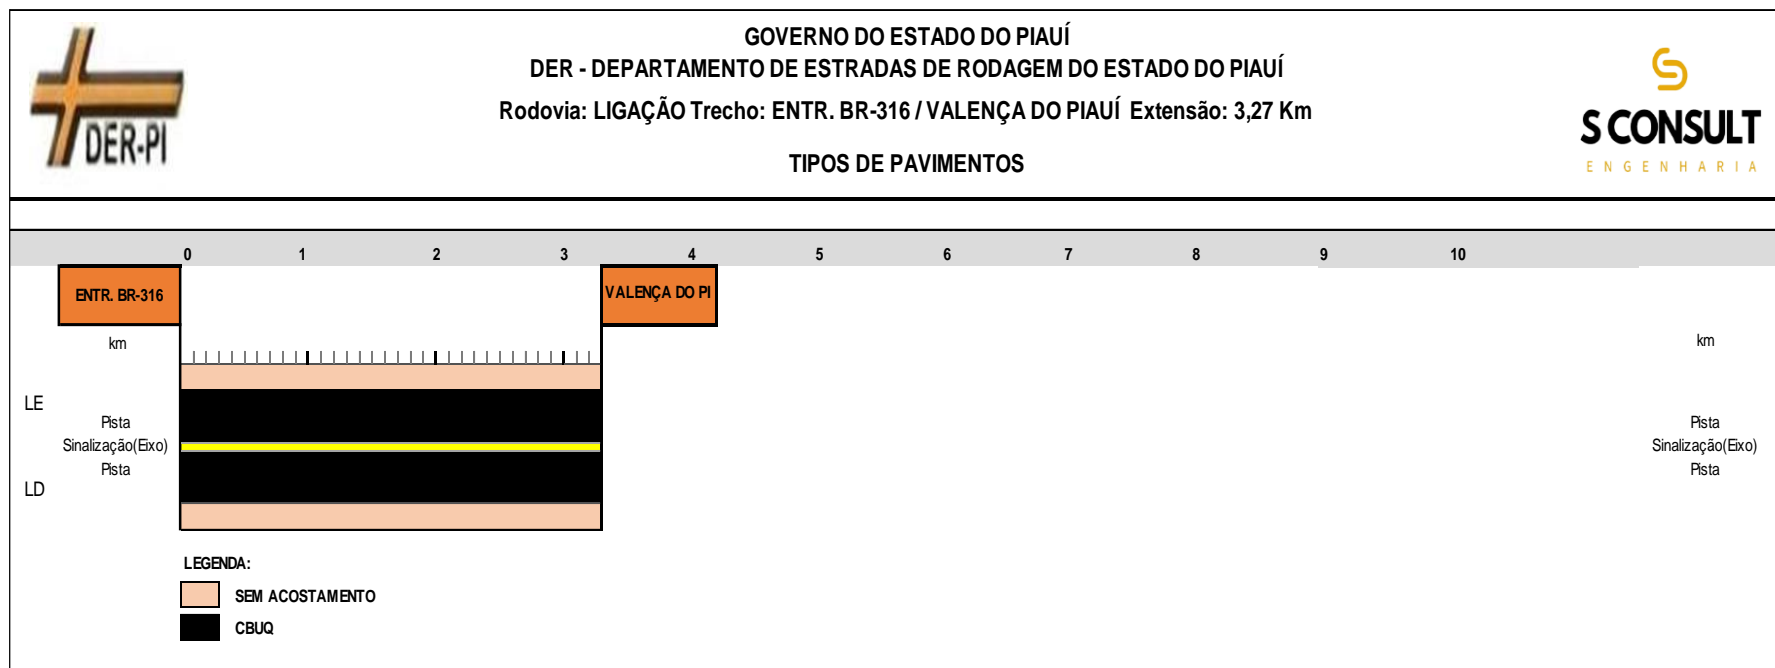 GOVERNO DO ESTADO DO PIAUÍ
DER - DEPARTAMENTO DE ESTRADAS DE RODAGEM DO ESTADO DO PIAUÍ
Rodovia: LIGAÇÃO Trecho: ENTR. BR-316 / VALENÇA DO PIAUÍ Extensão: 3,27 Km
TIPOS DE PAVIMENTOS
DER-PI
S CONSULT
ENGENHARIA
0 1 2 3 4 5 6 7 8 9 10
ENTR. BR-316 VALENÇA DO PI
km km
LE
Pista Pista
Sinalização(Eixo) Sinalização(Eixo)
Pista Pista
LD
LEGENDA:
SEM ACOSTAMENTO
CBUQ